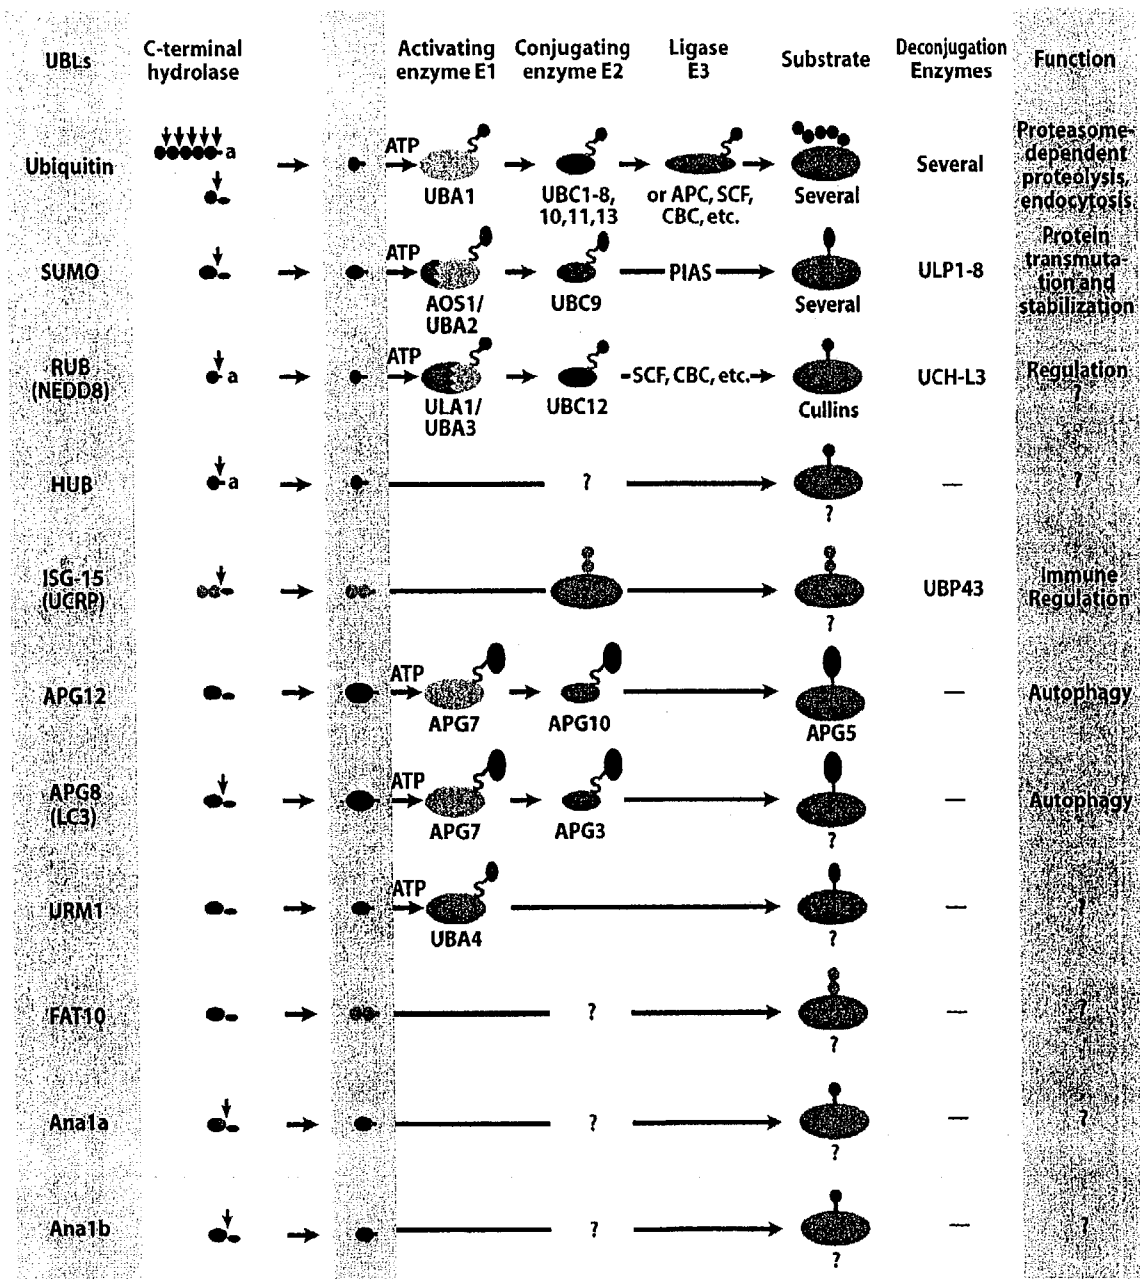 UBLs
C-terminal
hydrolase
Activating
enzyme E1
Conjugating
enzyme E2
Ligase
E3
Substrate
Deconjugation
Enzymes
Function
Ubiquitin
a
ATP
UBA1
UBC1-8,
10,11,13
or APC, SCF,
CBC, etc.
Several
Several
Proteasome-
dependent
proteolysis,
endocytosis
SUMO
ATP
AOS1/
UBA2
UBC9
PIAS
Several
ULP1-8
Protein
transmuta-
tion and
stabilization
RUB
(NEDD8)
a
ATP
ULA1/
UBA3
UBC12
SCF, CBC, etc.
Cullins
UCH-L3
Regulation
?
HUB
a
?
?
—
?
ISG-15
(UCRP)
?
UBP43
Immune
Regulation
APG12
ATP
APG7
APG10
APG5
—
Autophagy
APG8
(LC3)
ATP
APG7
APG3
?
—
Autophagy
URM1
ATP
UBA4
?
—
?
FAT10
?
?
—
?
Ana1a
?
?
—
?
Ana1b
?
?
—
?